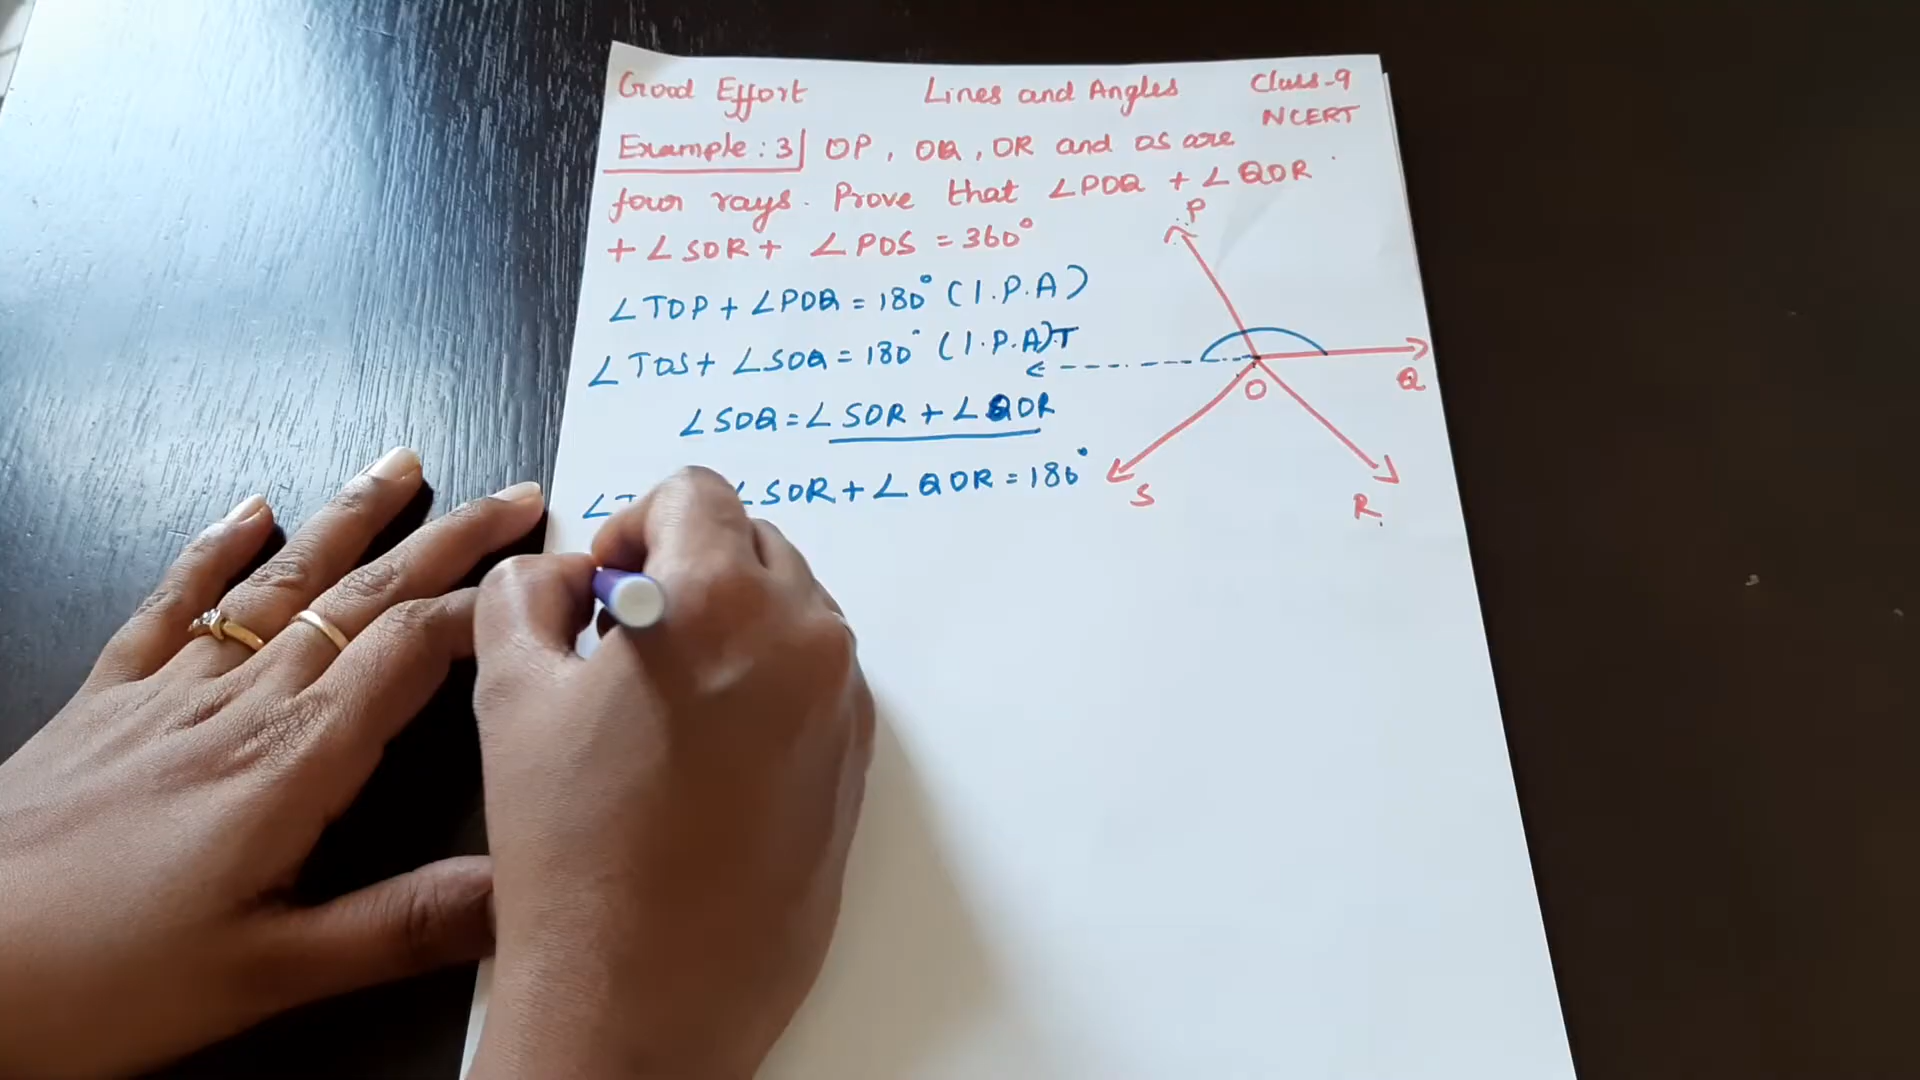 Good Effort Lines and Angles Class-9
NCERT
Example : 3 OP, OQ, OR and OS are
four rays. Prove that ∠POQ + ∠QOR
+ ∠SOR + ∠POS = 360°
∠TOP + ∠POQ = 180° (I.P.A)
∠TOS + ∠SOQ = 180° (I.P.A)
∠SOQ = ∠SOR + ∠QOR
∠SOR + ∠QOR = 180°
P
T
Q
O
S
R